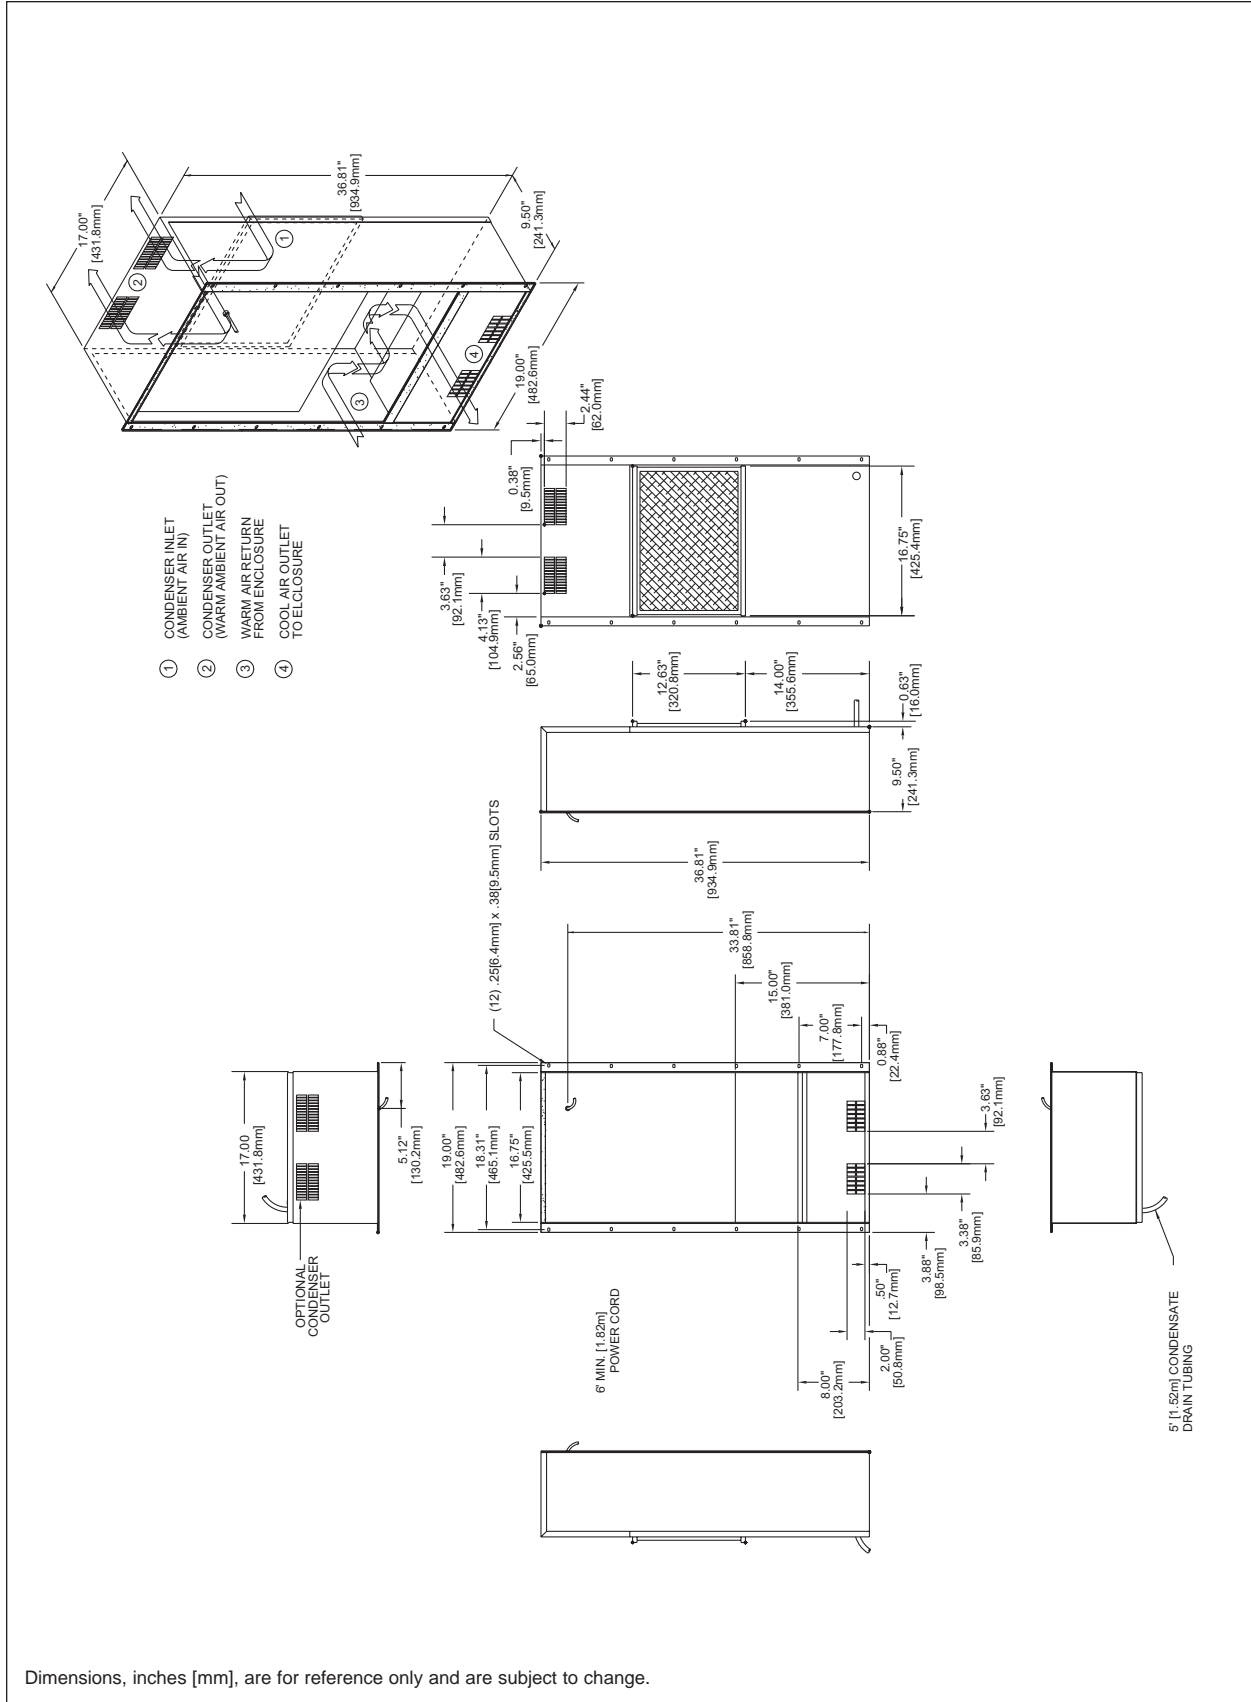 17.00"
[431.8mm]
36.81"
[934.9mm]
9.50"
[241.3mm]
19.00"
[482.6mm]
1
2
3
4
1 CONDENSER INLET
(AMBIENT AIR IN)
2 CONDENSER OUTLET
(WARM AMBIENT AIR OUT)
3 WARM AIR RETURN
FROM ENCLOSURE
4 COOL AIR OUTLET
TO ELCLOSURE
2.44"
[62.0mm]
0.38"
[9.5mm]
3.63"
[92.1mm]
4.13"
[104.9mm]
2.56"
[65.0mm]
16.75"
[425.4mm]
12.63"
[320.8mm]
14.00"
[355.6mm]
0.63"
[16.0mm]
9.50"
[241.3mm]
36.81"
[934.9mm]
(12) .25[6.4mm] x .38[9.5mm] SLOTS
33.81"
[858.8mm]
15.00"
[381.0mm]
7.00"
[177.8mm]
0.88"
[22.4mm]
3.63"
[92.1mm]
17.00
[431.8mm]
5.12"
[130.2mm]
19.00"
[482.6mm]
18.31"
[465.1mm]
16.75"
[425.5mm]
OPTIONAL
CONDENSER
OUTLET
3.38"
[85.9mm]
3.88"
[98.5mm]
.50"
[12.7mm]
2.00"
[50.8mm]
8.00"
[203.2mm]
6' MIN. [1.82m]
POWER CORD
5' [1.52m] CONDENSATE
DRAIN TUBING
Dimensions, inches [mm], are for reference only and are subject to change.